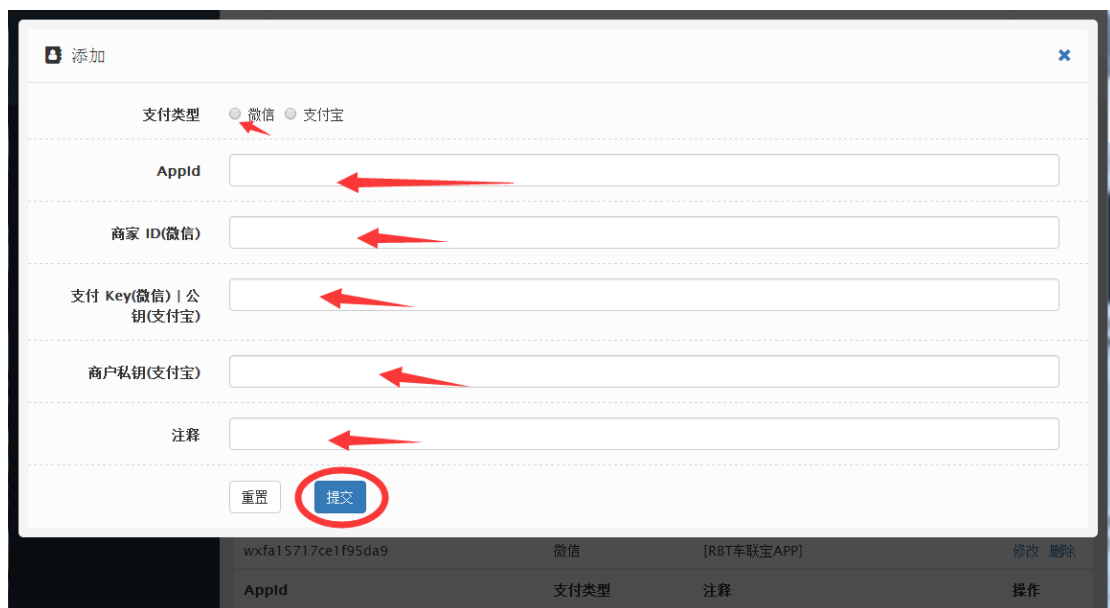 添加
支付类型 微信 支付宝
AppId
商家 ID(微信)
支付 Key(微信) | 公
钥(支付宝)
商户私钥(支付宝)
注释
重置 提交
wxfa15717ce1f95da9 微信 [RBT车联宝APP] 修改 删除
AppId 支付类型 注释 操作